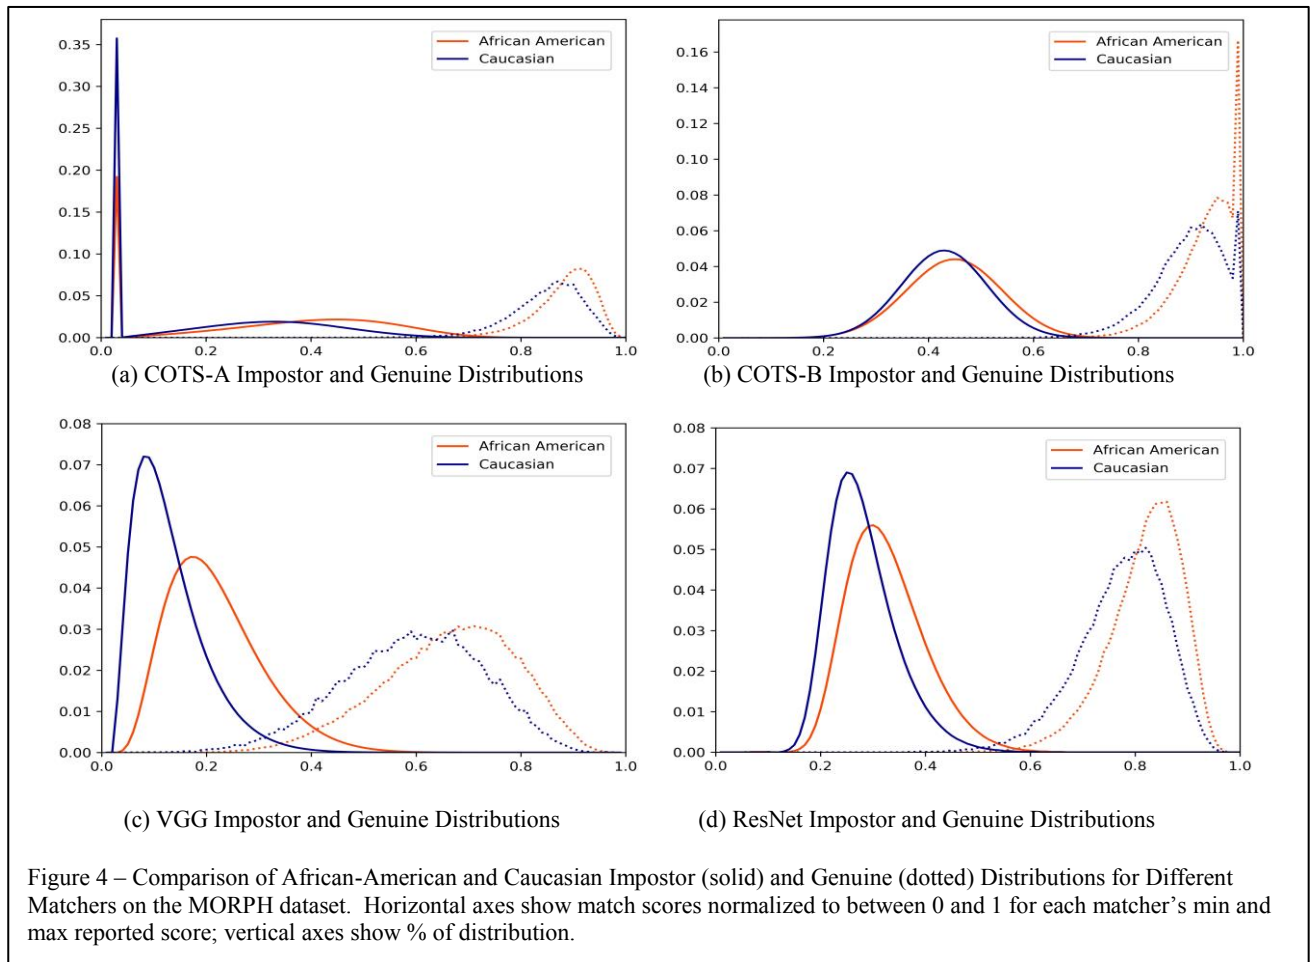 African American
Caucasian
0.35
0.30
0.25
0.20
0.15
0.10
0.05
0.00
0.0 0.2 0.4 0.6 0.8 1.0
(a) COTS-A Impostor and Genuine Distributions
African American
Caucasian
0.16
0.14
0.12
0.10
0.08
0.06
0.04
0.02
0.00
0.0 0.2 0.4 0.6 0.8 1.0
(b) COTS-B Impostor and Genuine Distributions
African American
Caucasian
0.08
0.07
0.06
0.05
0.04
0.03
0.02
0.01
0.00
0.0 0.2 0.4 0.6 0.8 1.0
(c) VGG Impostor and Genuine Distributions
African American
Caucasian
0.08
0.07
0.06
0.05
0.04
0.03
0.02
0.01
0.00
0.0 0.2 0.4 0.6 0.8 1.0
(d) ResNet Impostor and Genuine Distributions
Figure 4 – Comparison of African-American and Caucasian Impostor (solid) and Genuine (dotted) Distributions for Different
Matchers on the MORPH dataset. Horizontal axes show match scores normalized to between 0 and 1 for each matcher’s min and
max reported score; vertical axes show % of distribution.